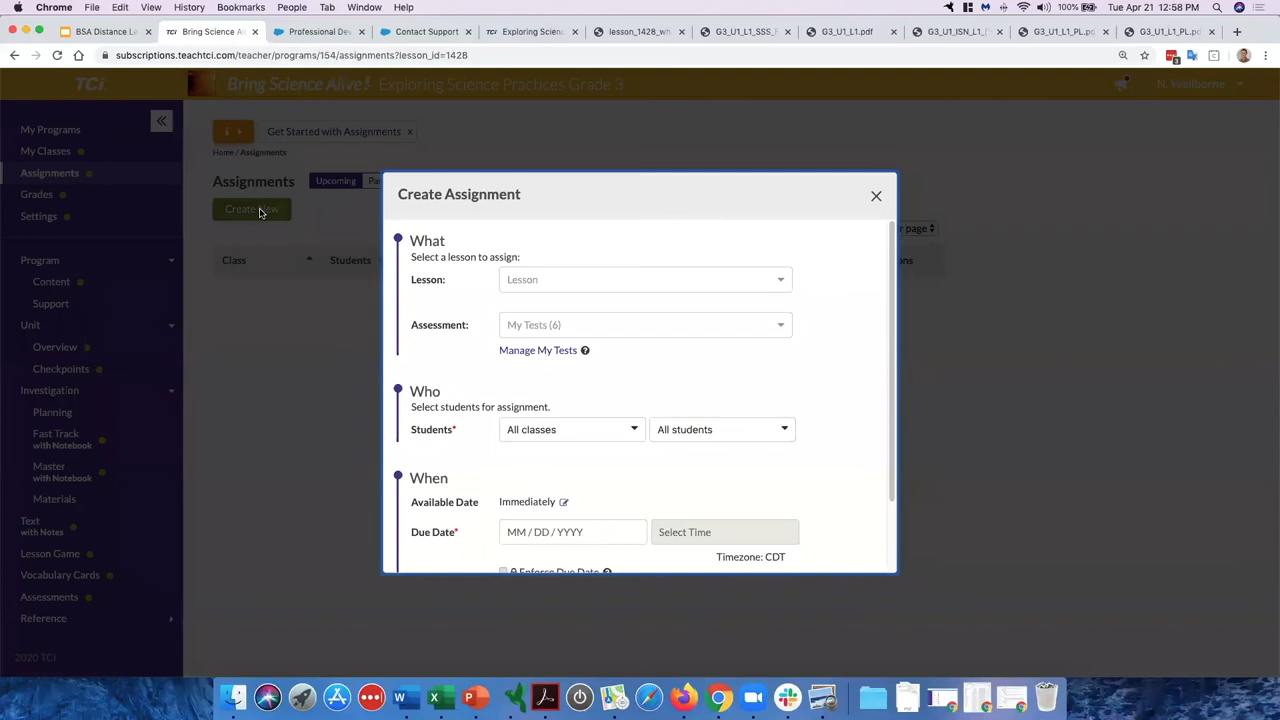 Chrome File Edit View History Bookmarks People Tab Window Help 100% Tue Apr 21 12:58 PM
BSA Distance Le Bring Science Ali Professional De Contact Support Exploring Scienc lesson_1428_wh G3_U1_L1_SSS_ G3_U1_L1.pdf G3_U1_ISN_L1_ G3_U1_L1_PL.p G3_U1_L1_PL.p
subscriptions.teachtci.com/teacher/programs/154/assignments?lesson_id=1428
TCi Bring Science Alive! Exploring Science Practices Grade 3 N. Wellborne
My Programs
My Classes
Assignments
Grades
Settings
Program
Content
Support
Unit
Overview
Checkpoints
Investigation
Planning
Fast Track
with Notebook
Master
with Notebook
Materials
Text
with Notes
Lesson Game
Vocabulary Cards
Assessments
Reference
2020 TCI
Get Started with Assignments ×
Home / Assignments
Assignments Upcoming
Create New
per page
Class Students
Create Assignment
What
Select a lesson to assign:
Lesson: Lesson
Assessment: My Tests (6)
Manage My Tests ?
Who
Select students for assignment.
Students* All classes All students
When
Available Date Immediately
Due Date* MM / DD / YYYY Select Time
Timezone: CDT
Enforce Due Date ?